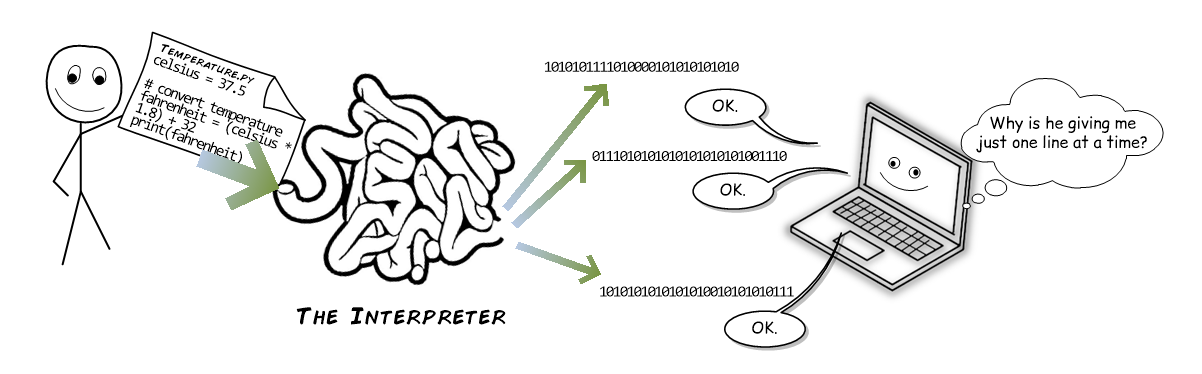 TEMPERATURE.PY
celsius = 37.5
# convert temperature
fahrenheit = (celsius *
1.8) + 32
print(fahrenheit)
THE INTERPRETER
1010101111010000101010101010
OK.
0111010101010101010101001110
OK.
1010101010101010010101010111
OK.
Why is he giving me
just one line at a time?